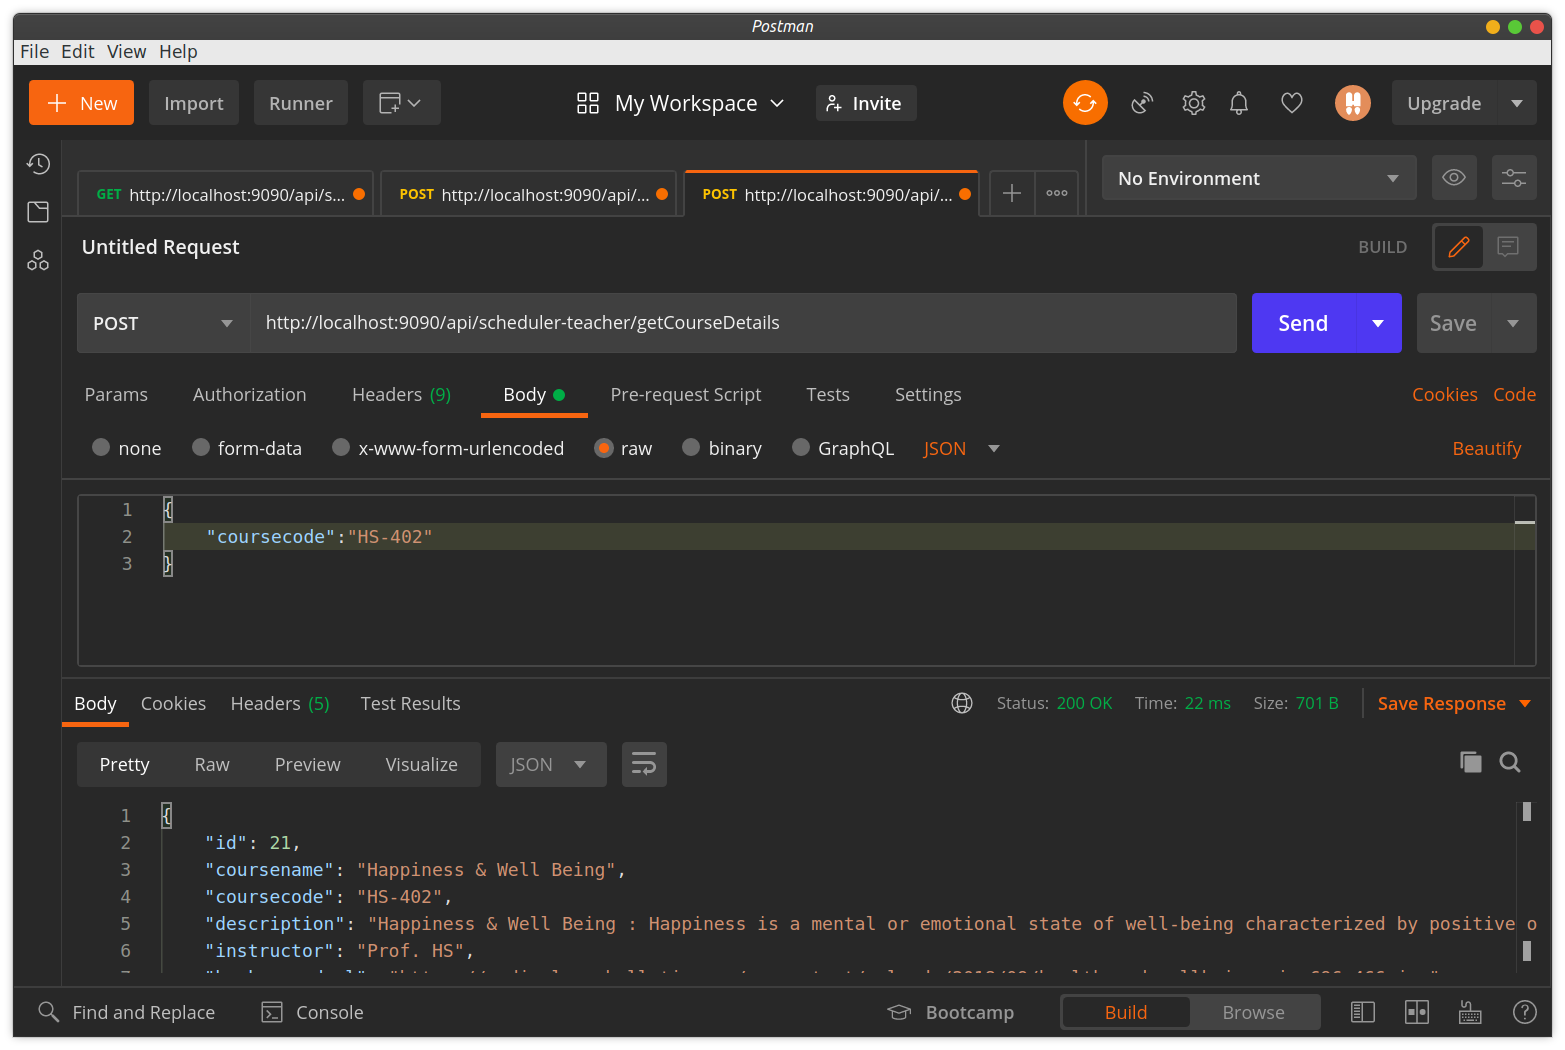 Postman
File Edit View Help
New Import Runner My Workspace Invite Upgrade
GET http://localhost:9090/api/s... POST http://localhost:9090/api/... POST http://localhost:9090/api/... No Environment
Untitled Request BUILD
POST http://localhost:9090/api/scheduler-teacher/getCourseDetails Send Save
Params Authorization Headers (9) Body Pre-request Script Tests Settings Cookies Code
none form-data x-www-form-urlencoded raw binary GraphQL JSON Beautify
1 {
2 "coursecode":"HS-402"
3 }
Body Cookies Headers (5) Test Results Status: 200 OK Time: 22 ms Size: 701 B Save Response
Pretty Raw Preview Visualize JSON
1 {
2 "id": 21,
3 "coursename": "Happiness & Well Being",
4 "coursecode": "HS-402",
5 "description": "Happiness & Well Being : Happiness is a mental or emotional state of well-being characterized by positive o
6 "instructor": "Prof. HS",
Find and Replace Console Bootcamp Build Browse